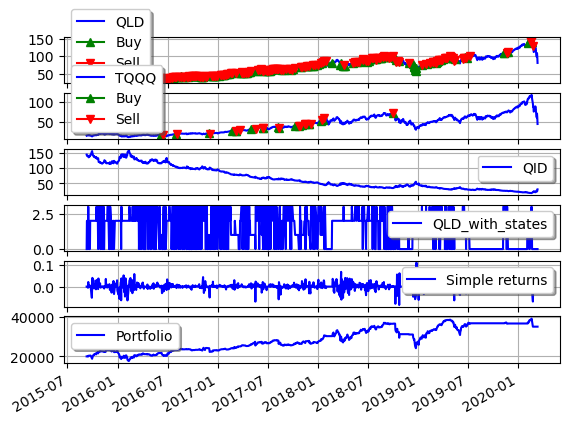 QLD
Buy
Sell
150
100
50
TQQQ
Buy
Sell
100
50
150
100
50
QID
2.5
0.0
QLD_with_states
0.1
0.0
Simple returns
40000
20000
Portfolio
2015-07
2016-01
2016-07
2017-01
2017-07
2018-01
2018-07
2019-01
2019-07
2020-01